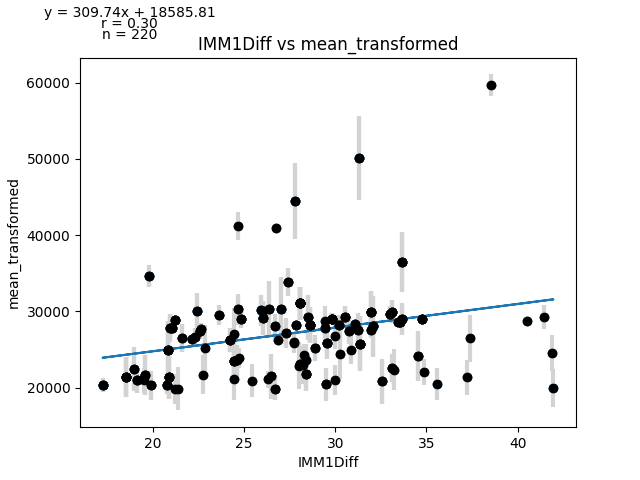 y = 309.74x + 18585.81
r = 0.30
n = 220
IMM1Diff vs mean_transformed
60000
50000
40000
30000
20000
mean_transformed
20 25 30 35 40
IMM1Diff